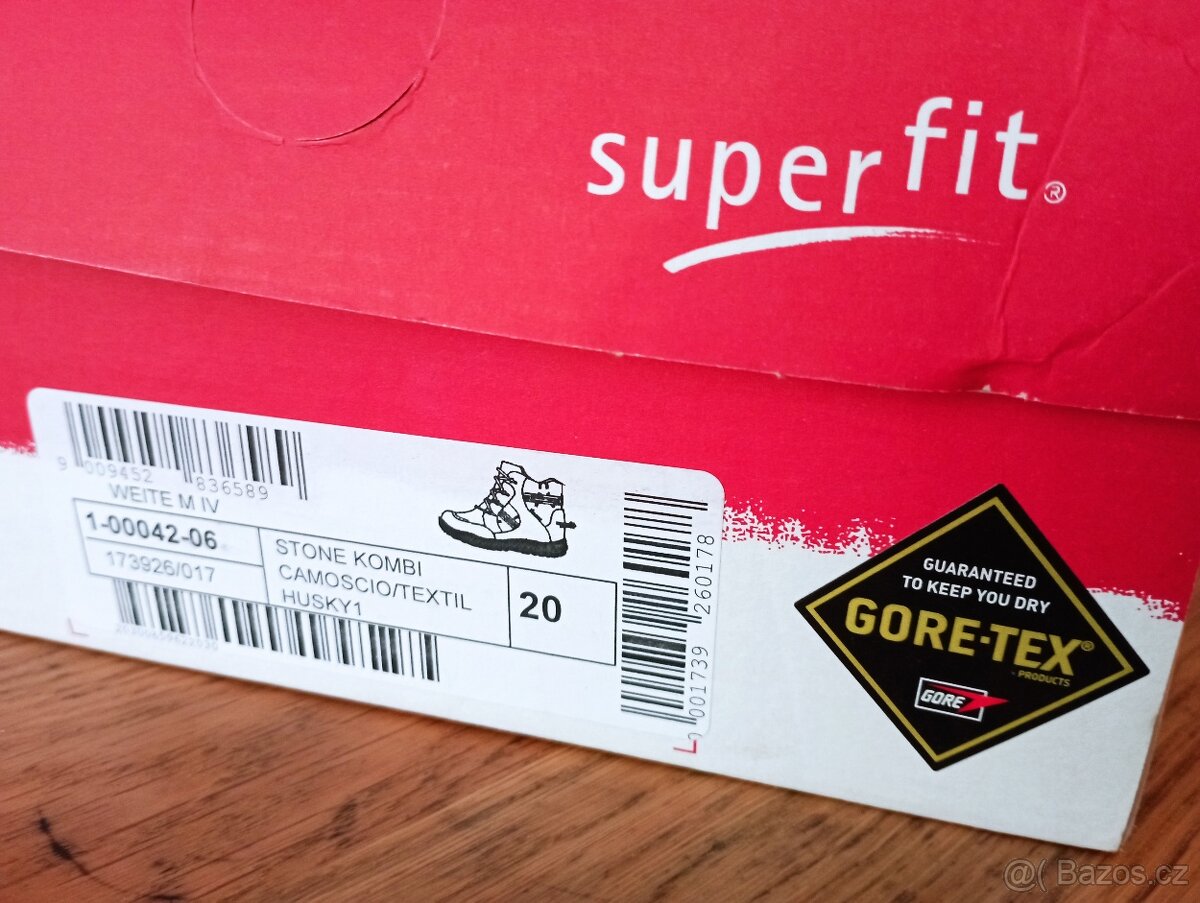 superfit®
9 009452 836589
WEITE M IV
1-00042-06
173926/017
STONE KOMBI
CAMOSCIO/TEXTIL
HUSKY1
20
001739 260178
GUARANTEED
TO KEEP YOU DRY
GORE-TEX®
PRODUCTS
GORE
@( Bazos.cz